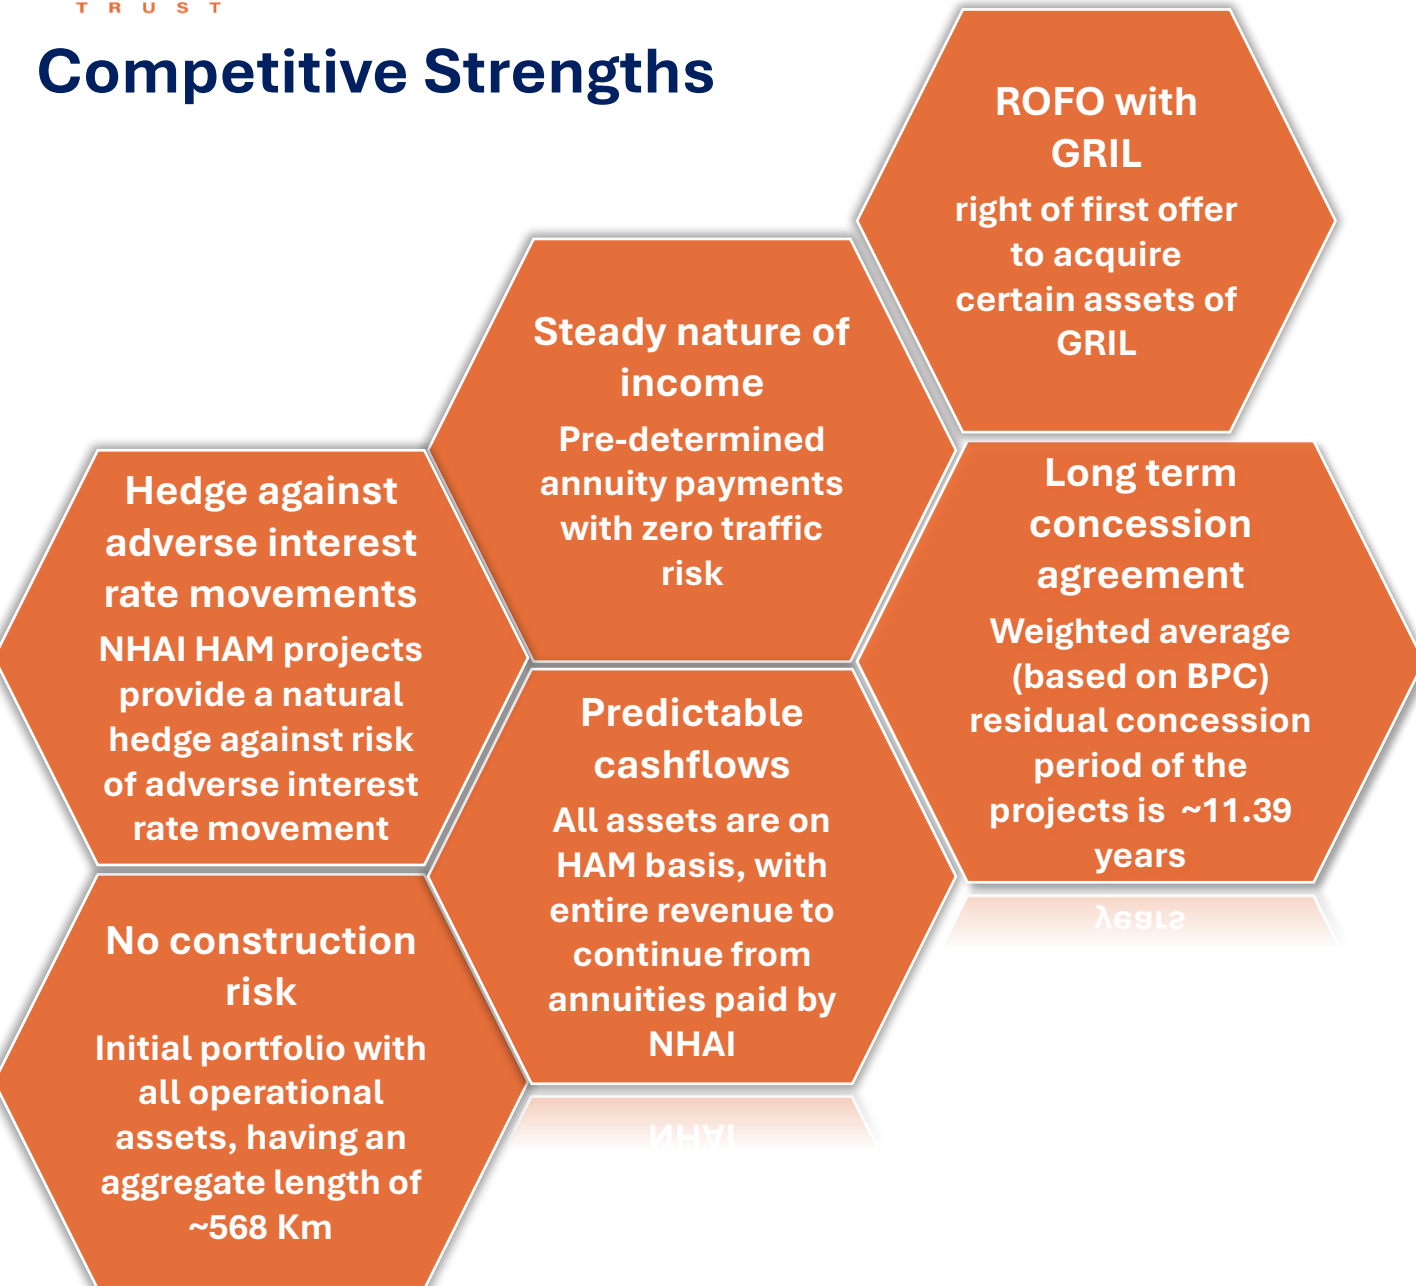 TRUST
Competitive Strengths
ROFO with
GRIL
right of first offer
to acquire
certain assets of
GRIL
Steady nature of
income
Pre-determined
annuity payments
with zero traffic
risk
Hedge against
adverse interest
rate movements
NHAI HAM projects
provide a natural
hedge against risk
of adverse interest
rate movement
Long term
concession
agreement
Weighted average
(based on BPC)
residual concession
period of the
projects is ~11.39
years
Predictable
cashflows
All assets are on
HAM basis, with
entire revenue to
continue from
annuities paid by
NHAI
No construction
risk
Initial portfolio with
all operational
assets, having an
aggregate length of
~568 Km